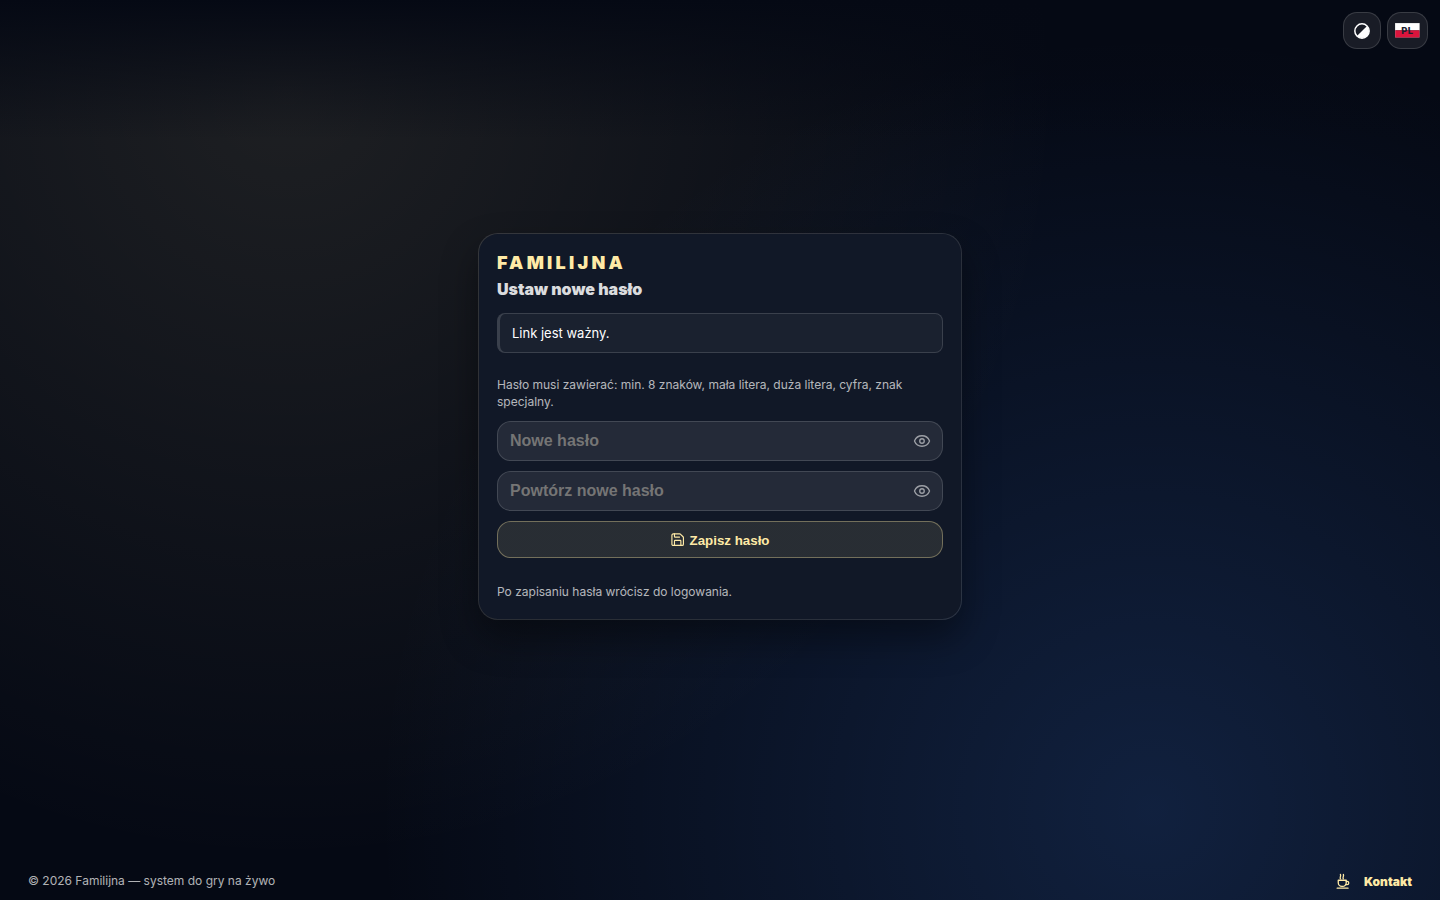 PL
FAMILIJNA
Ustaw nowe hasło
Link jest ważny.
Hasło musi zawierać: min. 8 znaków, mała litera, duża litera, cyfra, znak
specjalny.
Nowe hasło
Powtórz nowe hasło
Zapisz hasło
Po zapisaniu hasła wrócisz do logowania.
© 2026 Familijna — system do gry na żywo
Kontakt